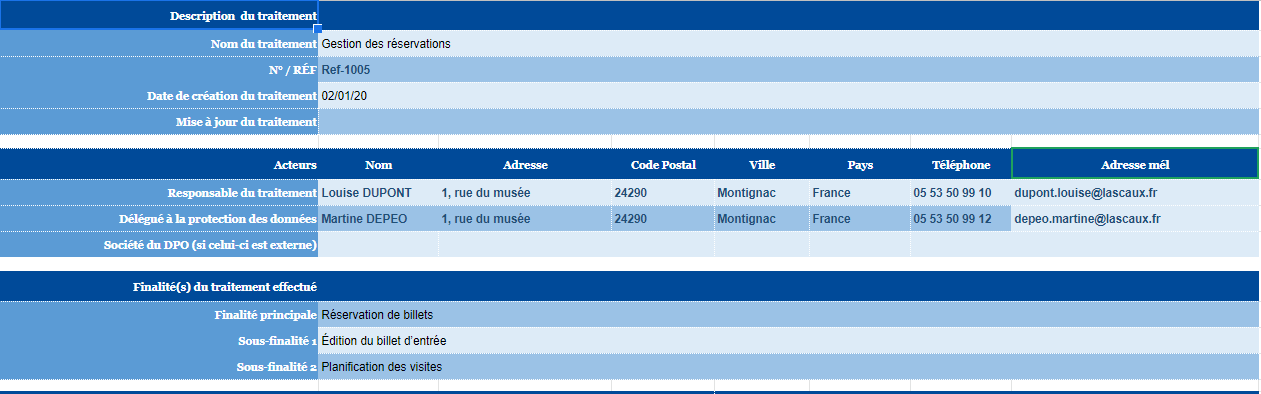 Description du traitement
Nom du traitement Gestion des réservations
N° / RÉF Ref-1005
Date de création du traitement 02/01/20
Mise à jour du traitement
Acteurs Nom Adresse Code Postal Ville Pays Téléphone Adresse mél
Responsable du traitement Louise DUPONT 1, rue du musée 24290 Montignac France 05 53 50 99 10 dupont.louise@lascaux.fr
Délégué à la protection des données Martine DEPEO 1, rue du musée 24290 Montignac France 05 53 50 99 12 depeo.martine@lascaux.fr
Société du DPO (si celui-ci est externe)
Finalité(s) du traitement effectué
Finalité principale Réservation de billets
Sous-finalité 1 Édition du billet d'entrée
Sous-finalité 2 Planification des visites